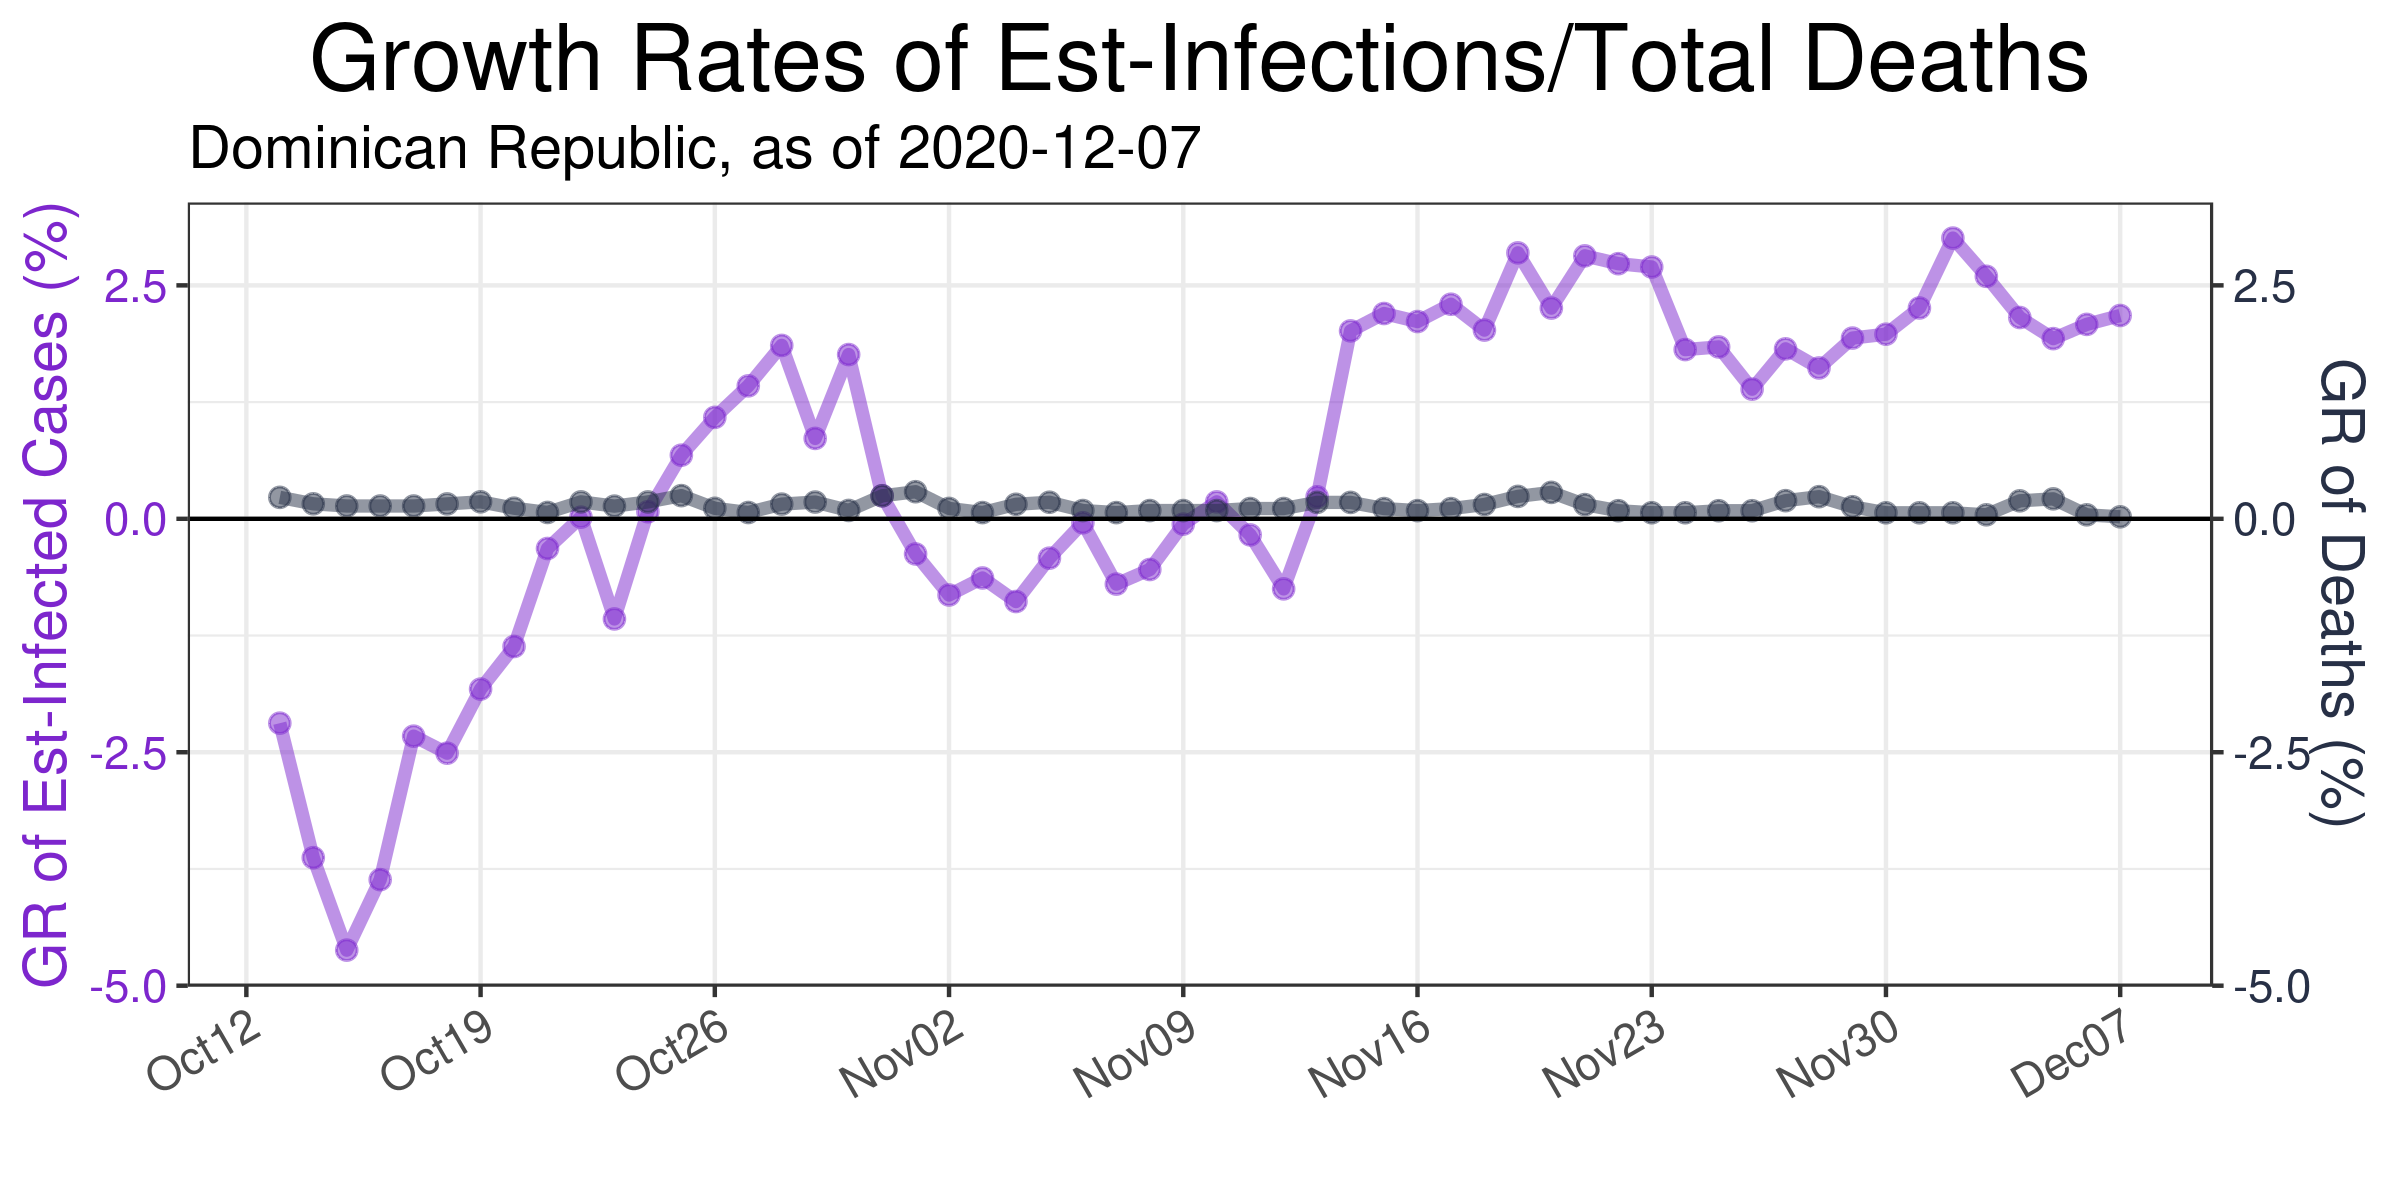 Growth Rates of Est-Infections/Total Deaths
Dominican Republic, as of 2020-12-07
GR of Est-Infected Cases (%)
2.5
0.0
-2.5
-5.0
2.5
0.0
-2.5
-5.0
GR of Deaths (%)
Oct12
Oct19
Oct26
Nov02
Nov09
Nov16
Nov23
Nov30
Dec07